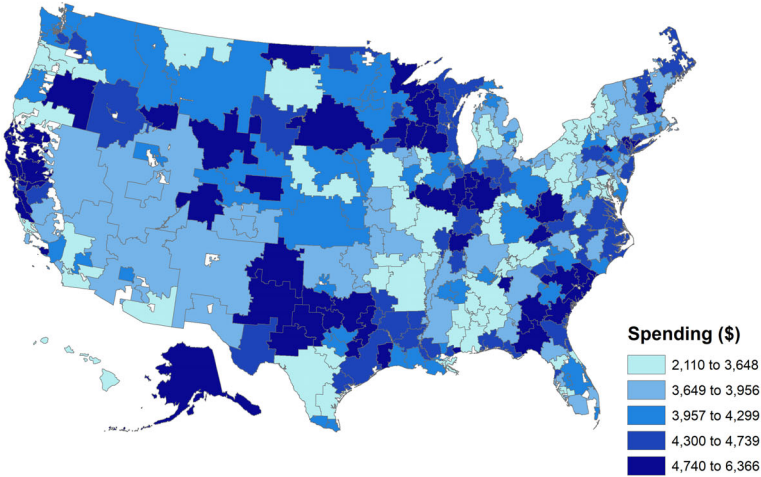 Spending ($)
2,110 to 3,648
3,649 to 3,956
3,957 to 4,299
4,300 to 4,739
4,740 to 6,366